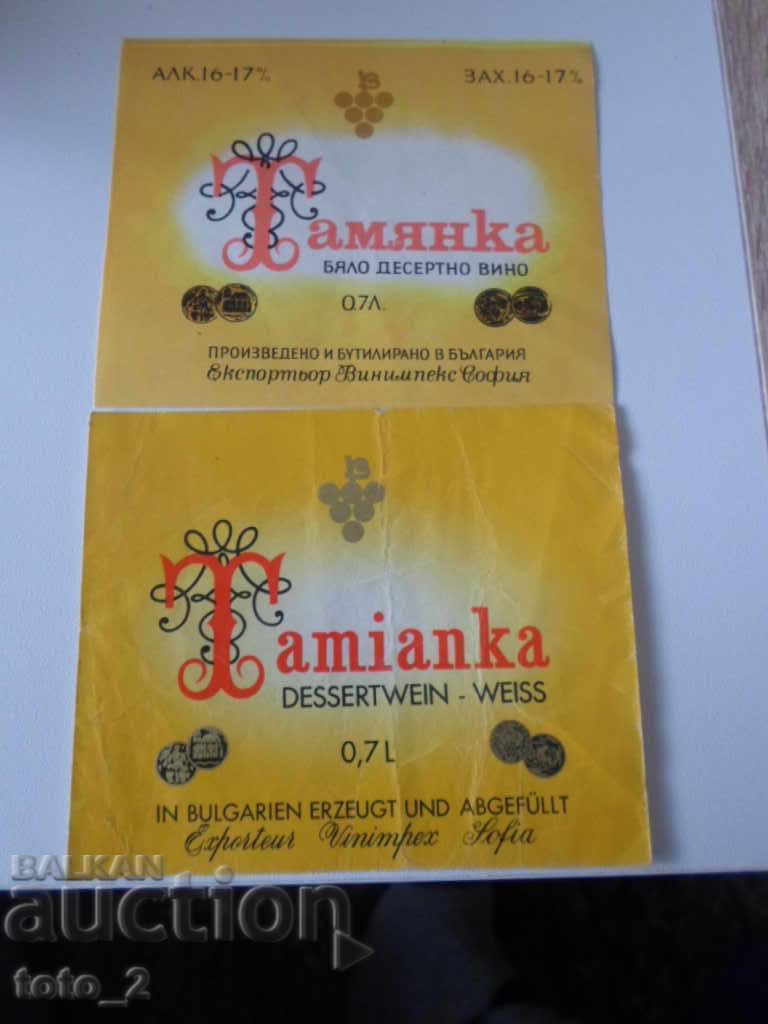 АЛК.16-17% ЗАХ.16-17%
Тамянка
БЯЛО ДЕСЕРТНО ВИНО
0.7Л.
ПРОИЗВЕДЕНО И БУТИЛИРАНО В БЪЛГАРИЯ
Експортьор Винимпекс София
Tamianka
DESSERTWEIN - WEISS
0,7 L
IN BULGARIEN ERZEUGT UND ABGEFÜLLT
Exporteur Vinimpex Sofia
BALKAN
auction
toto_2